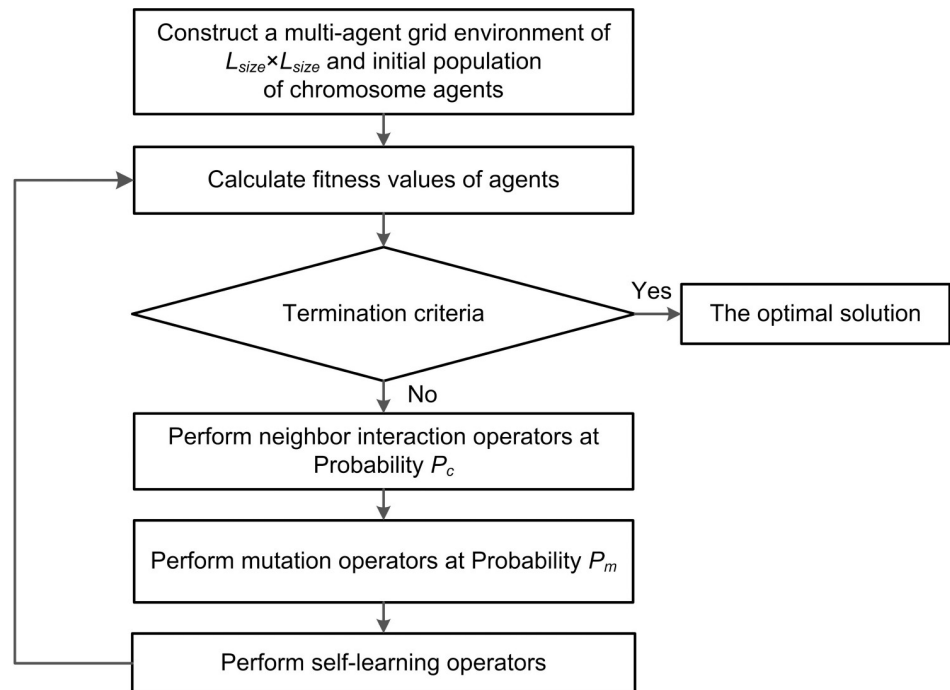 Construct a multi-agent grid environment of
Lsize×Lsize and initial population
of chromosome agents
Calculate fitness values of agents
Termination criteria
Yes
The optimal solution
No
Perform neighbor interaction operators at
Probability Pc
Perform mutation operators at Probability Pm
Perform self-learning operators